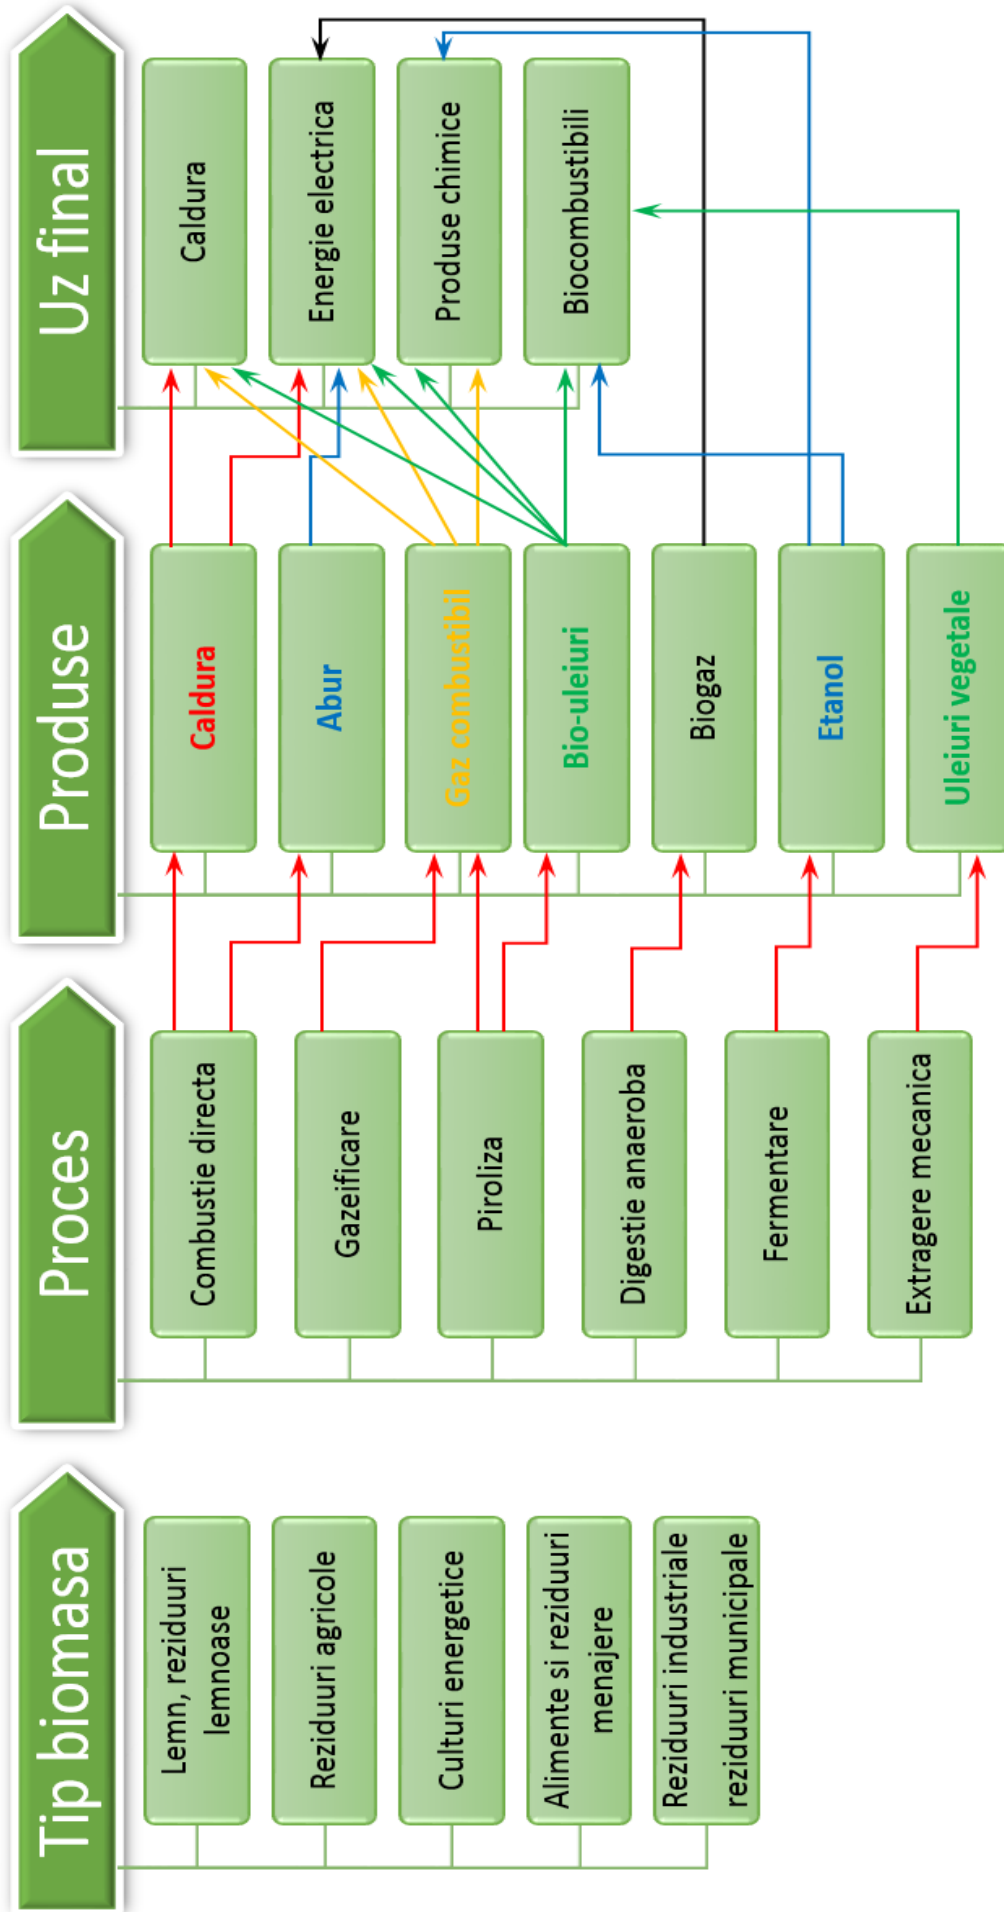 Tip biomasa
Lemn, reziduuri
lemnoase
Reziduuri agricole
Culturi energetice
Alimente si reziduuri
menajere
Reziduuri industriale
reziduuri municipale
Proces
Combustie directa
Gazeificare
Piroliza
Digestie anaeroba
Fermentare
Extragere mecanica
Produse
Caldura
Abur
Gaz combustibil
Bio-uleiuri
Biogaz
Etanol
Uleiuri vegetale
Uz final
Caldura
Energie electrica
Produse chimice
Biocombustibili